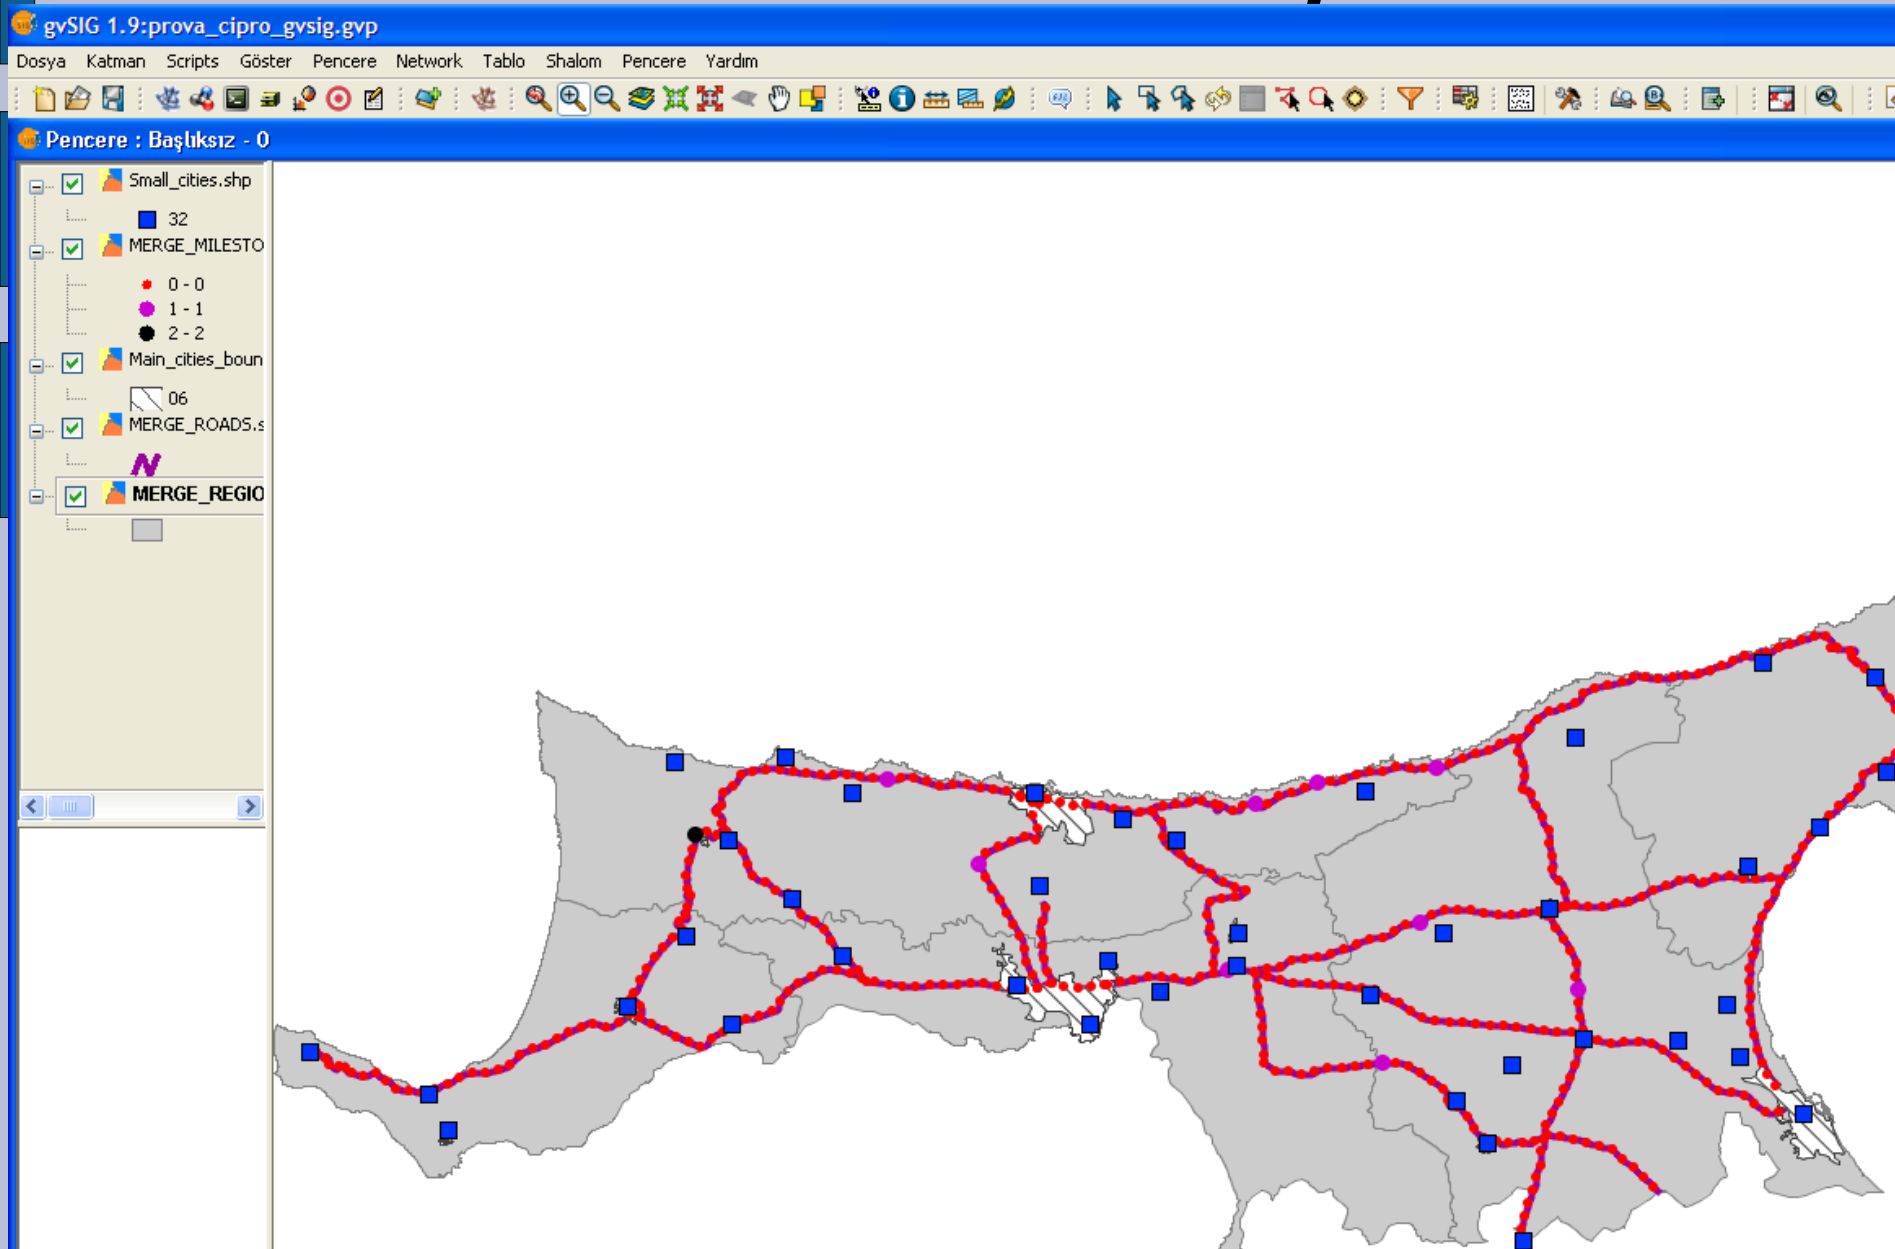 gvSIG 1.9:prova_cipro_gvsig.gvp
Dosya Katman Scripts Göster Pencere Network Tablo Shalom Pencere Yardım
Pencere : Başlıksız - 0
Small_cities.shp
32
MERGE_MILESTO
0 - 0
1 - 1
2 - 2
Main_cities_boun
06
MERGE_ROADS.s
MERGE_REGIO